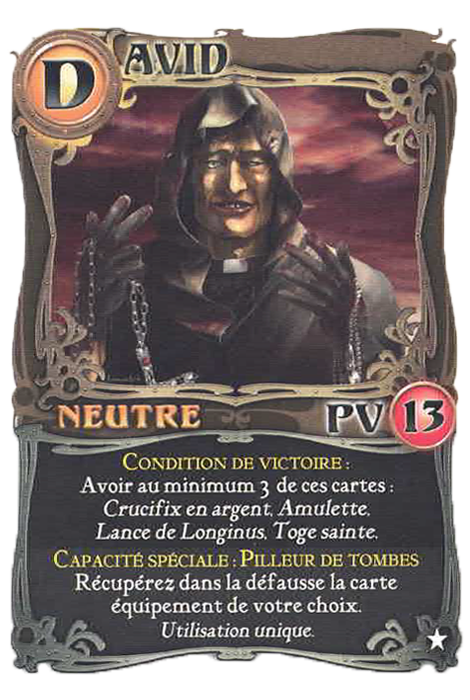 DAVID
NEUTRE PV 13
CONDITION DE VICTOIRE :
Avoir au minimum 3 de ces cartes :
Crucifix en argent, Amulette,
Lance de Longinus, Toge sainte.
CAPACITÉ SPÉCIALE : PILLEUR DE TOMBES
Récupérez dans la défausse la carte
équipement de votre choix.
Utilisation unique.